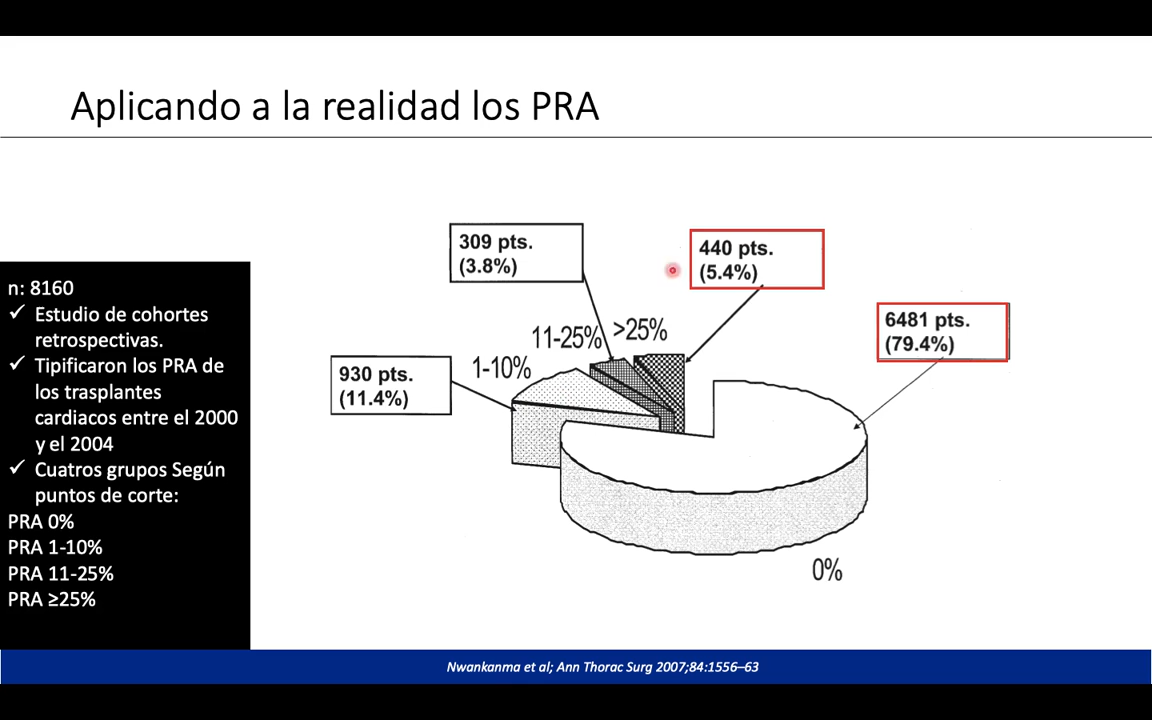 Aplicando a la realidad los PRA
n: 8160
✓ Estudio de cohortes
retrospectivas.
✓ Tipificaron los PRA de
los trasplantes
cardiacos entre el 2000
y el 2004
✓ Cuatros grupos Según
puntos de corte:
PRA 0%
PRA 1-10%
PRA 11-25%
PRA ≥25%
309 pts.
(3.8%)
440 pts.
(5.4%)
6481 pts.
(79.4%)
930 pts.
(11.4%)
1-10%
11-25%
>25%
0%
Nwankanma et al; Ann Thorac Surg 2007;84:1556–63